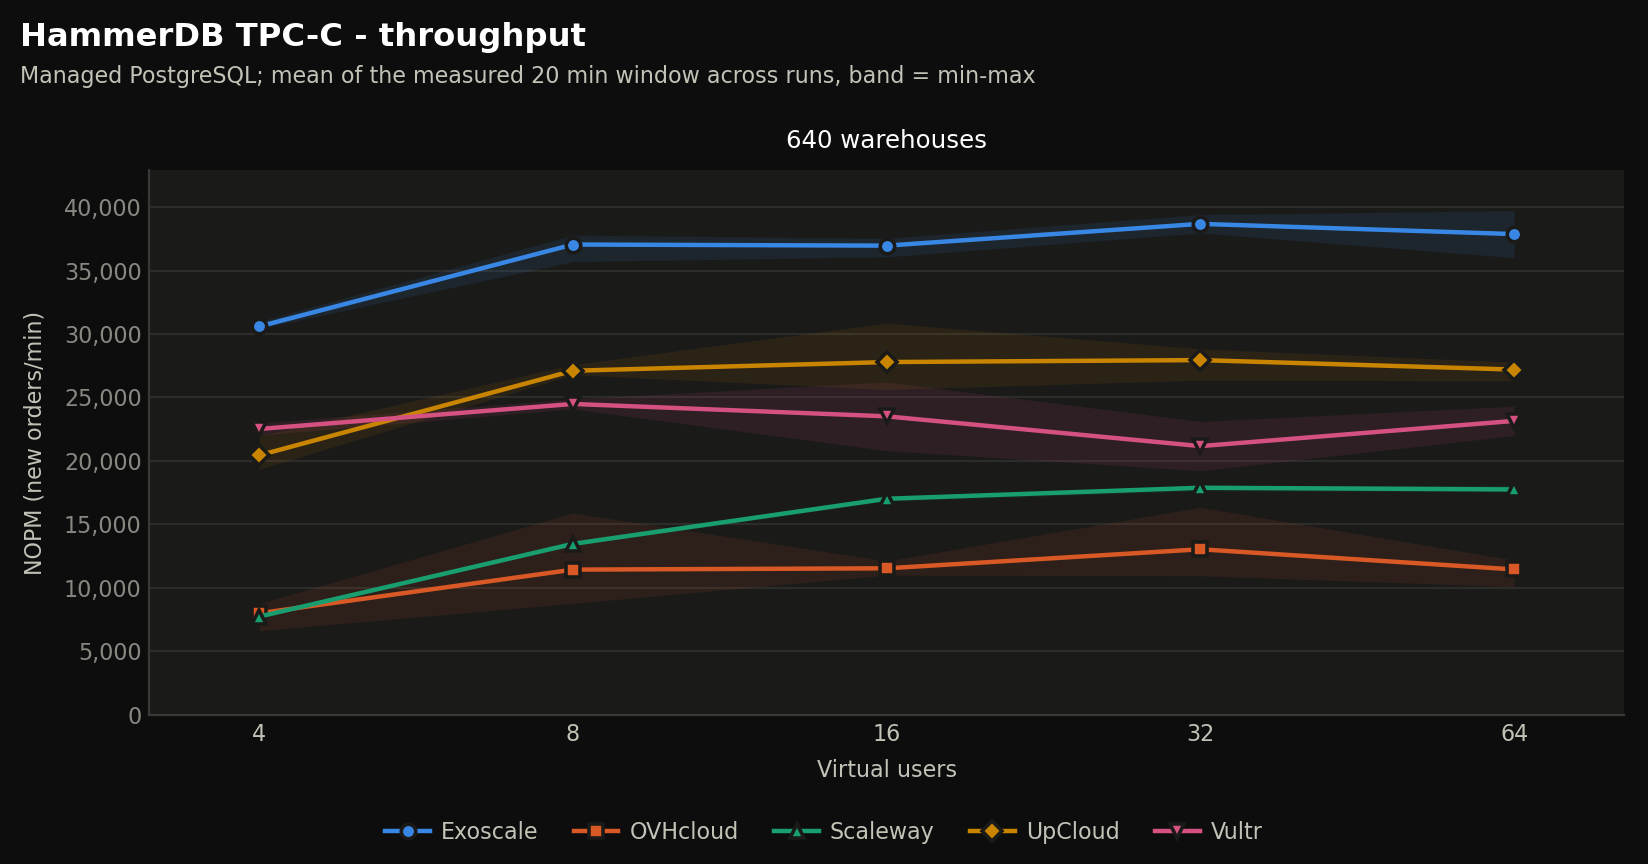 HammerDB TPC-C - throughput
Managed PostgreSQL; mean of the measured 20 min window across runs, band = min-max
640 warehouses
NOPM (new orders/min)
40,000
35,000
30,000
25,000
20,000
15,000
10,000
5,000
0
4 8 16 32 64
Virtual users
Exoscale OVHcloud Scaleway UpCloud Vultr